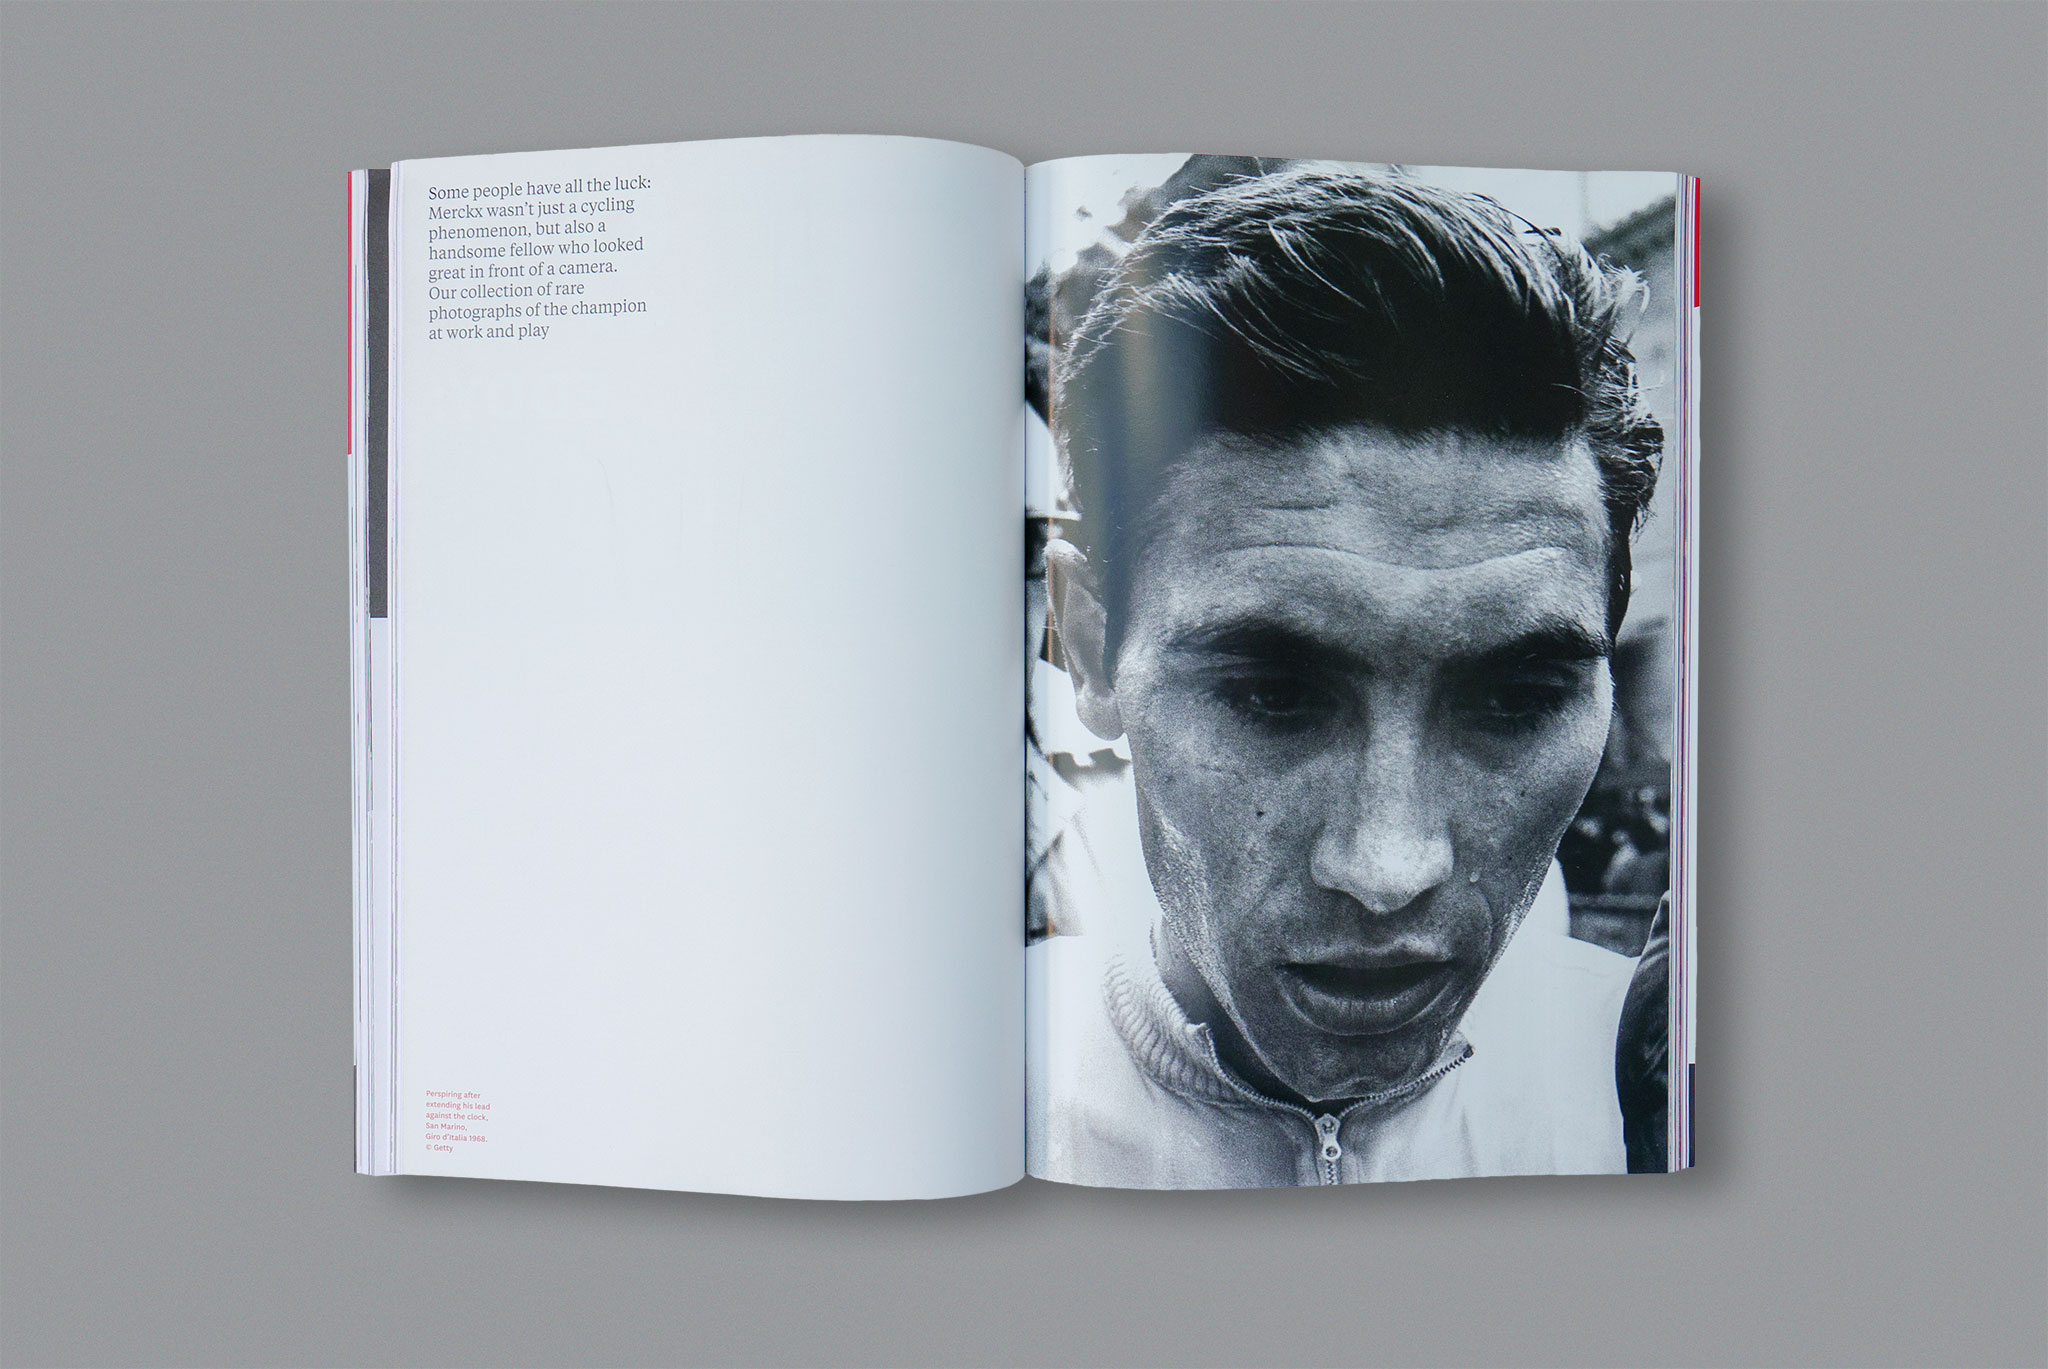 Some people have all the luck:
Merckx wasn't just a cycling
phenomenon, but also a
handsome fellow who looked
great in front of a camera.
Our collection of rare
photographs of the champion
at work and play
Perspiring after
extending his lead
against the clock,
San Marino,
Giro d'Italia 1968.
© Getty